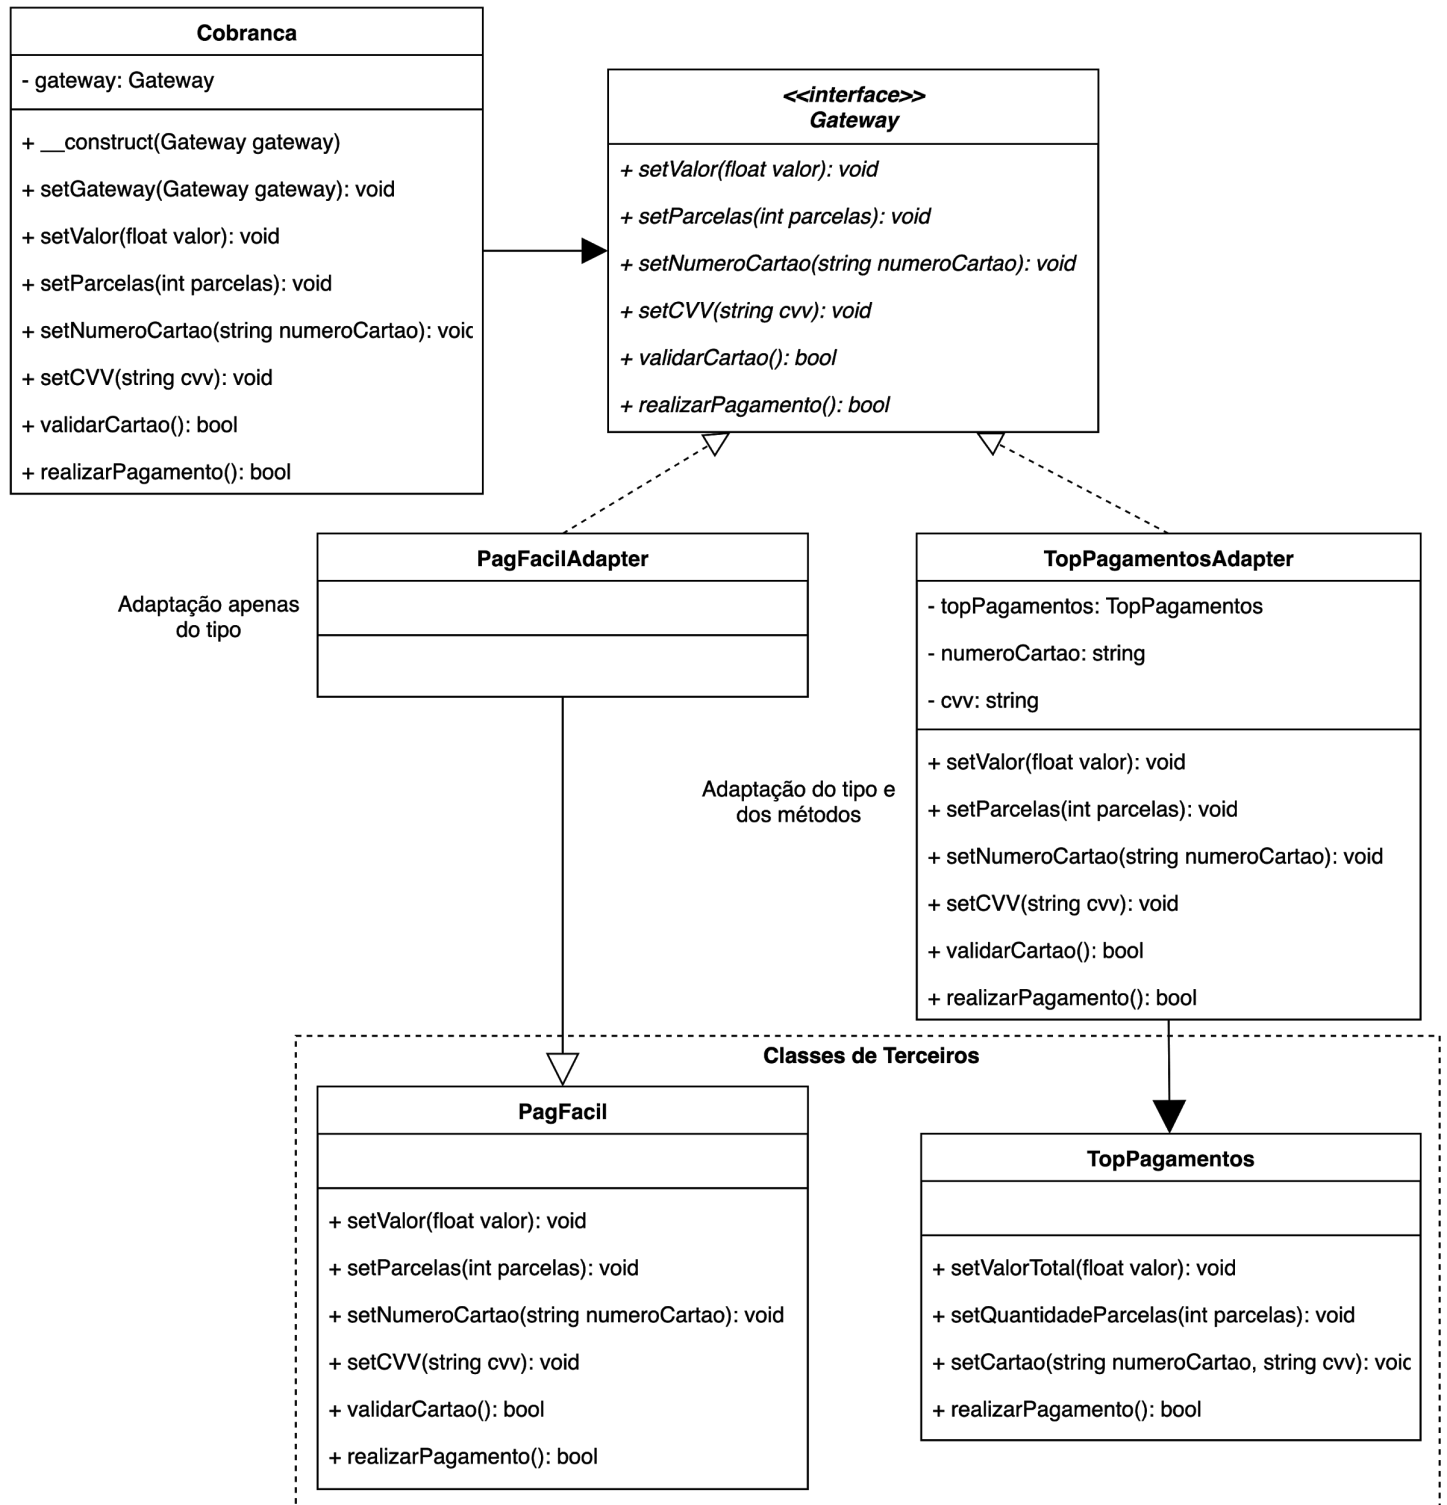 Cobranca
- gateway: Gateway
+ __construct(Gateway gateway)
+ setGateway(Gateway gateway): void
+ setValor(float valor): void
+ setParcelas(int parcelas): void
+ setNumeroCartao(string numeroCartao): voic
+ setCVV(string cvv): void
+ validarCartao(): bool
+ realizarPagamento(): bool
<<interface>>
Gateway
+ setValor(float valor): void
+ setParcelas(int parcelas): void
+ setNumeroCartao(string numeroCartao): void
+ setCVV(string cvv): void
+ validarCartao(): bool
+ realizarPagamento(): bool
Adaptação apenas
do tipo
PagFacilAdapter
Adaptação do tipo e
dos métodos
TopPagamentosAdapter
- topPagamentos: TopPagamentos
- numeroCartao: string
- cvv: string
+ setValor(float valor): void
+ setParcelas(int parcelas): void
+ setNumeroCartao(string numeroCartao): void
+ setCVV(string cvv): void
+ validarCartao(): bool
+ realizarPagamento(): bool
Classes de Terceiros
PagFacil
+ setValor(float valor): void
+ setParcelas(int parcelas): void
+ setNumeroCartao(string numeroCartao): void
+ setCVV(string cvv): void
+ validarCartao(): bool
+ realizarPagamento(): bool
TopPagamentos
+ setValorTotal(float valor): void
+ setQuantidadeParcelas(int parcelas): void
+ setCartao(string numeroCartao, string cvv): voic
+ realizarPagamento(): bool